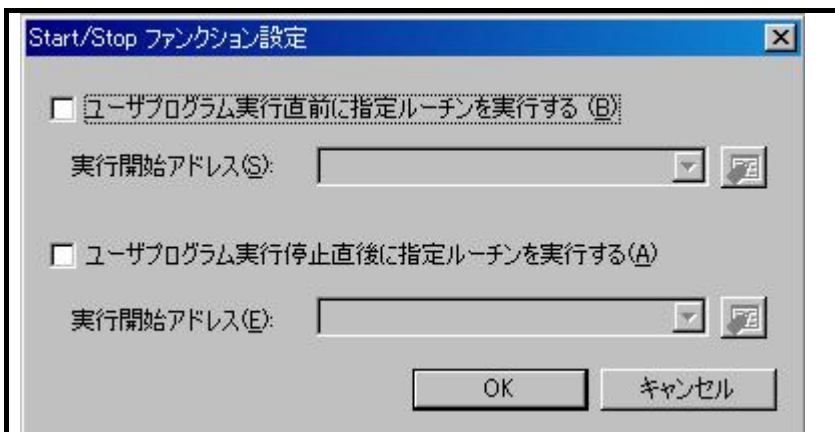 Start/Stop ファンクション設定
ユーザプログラム実行直前に指定ルーチンを実行する (B)
実行開始アドレス(S):
ユーザプログラム実行停止直後に指定ルーチンを実行する(A)
実行開始アドレス(E):
OK キャンセル